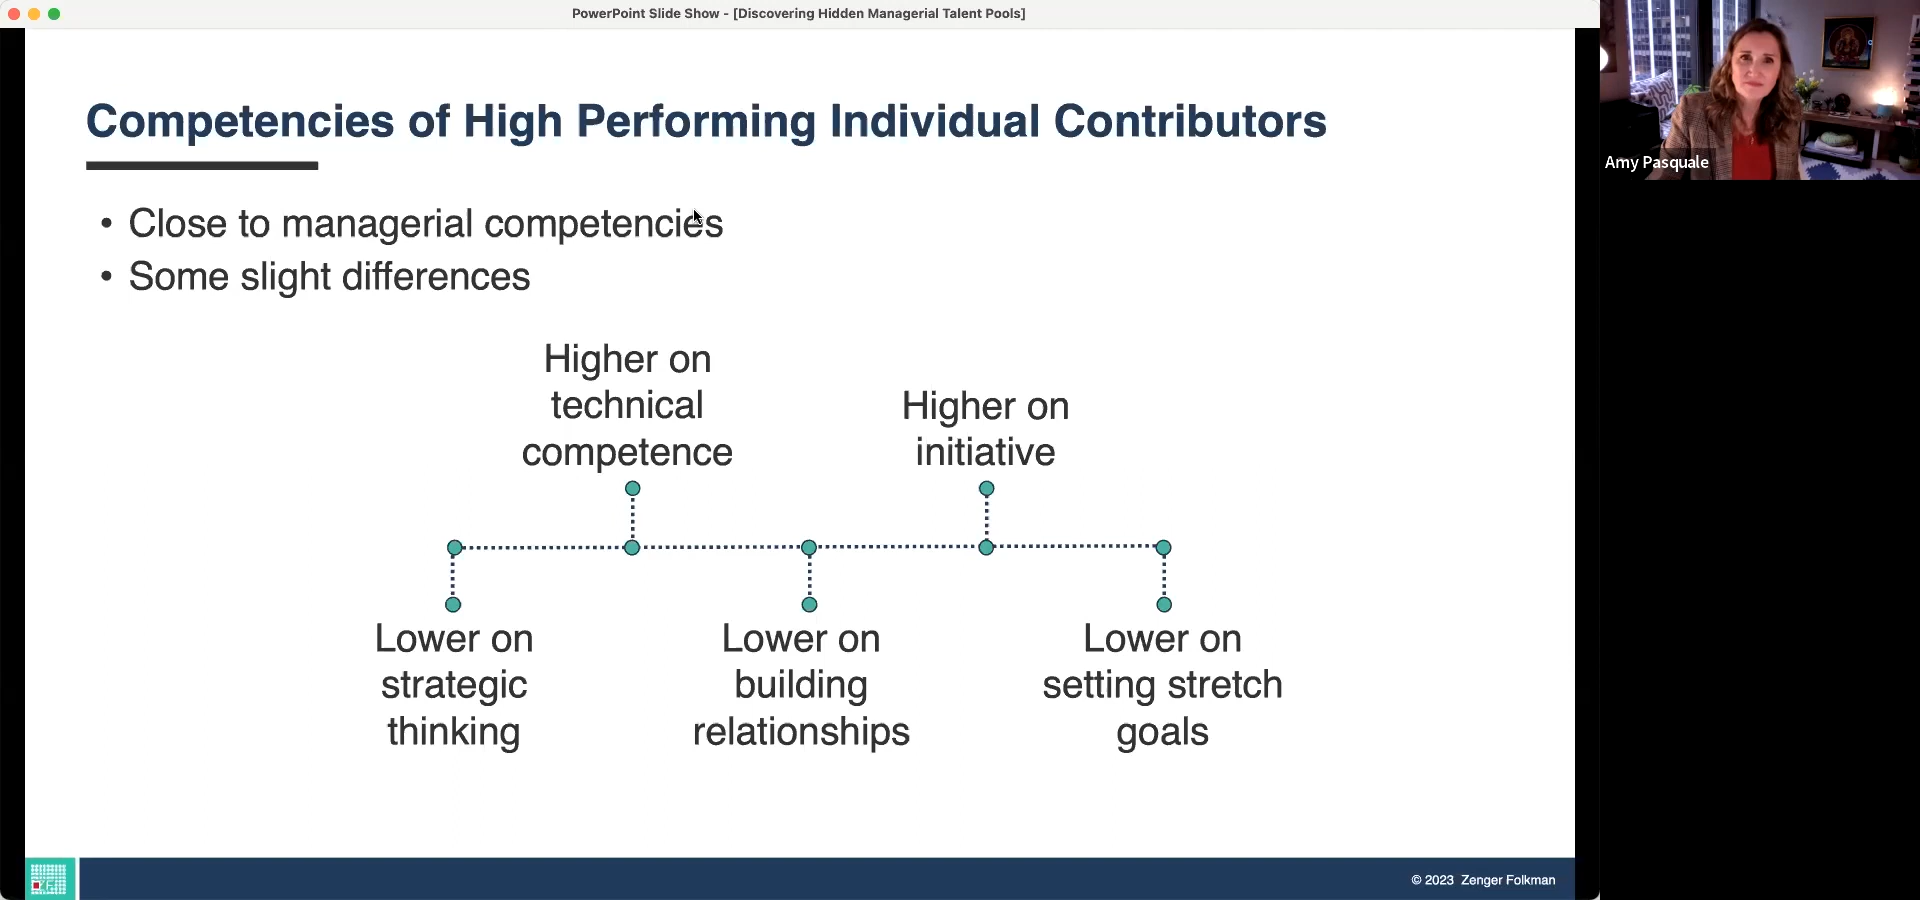 PowerPoint Slide Show - [Discovering Hidden Managerial Talent Pools]
Amy Pasquale
Competencies of High Performing Individual Contributors
• Close to managerial competencies
• Some slight differences
Higher on
technical
competence
Higher on
initiative
Lower on
strategic
thinking
Lower on
building
relationships
Lower on
setting stretch
goals
© 2023 Zenger Folkman